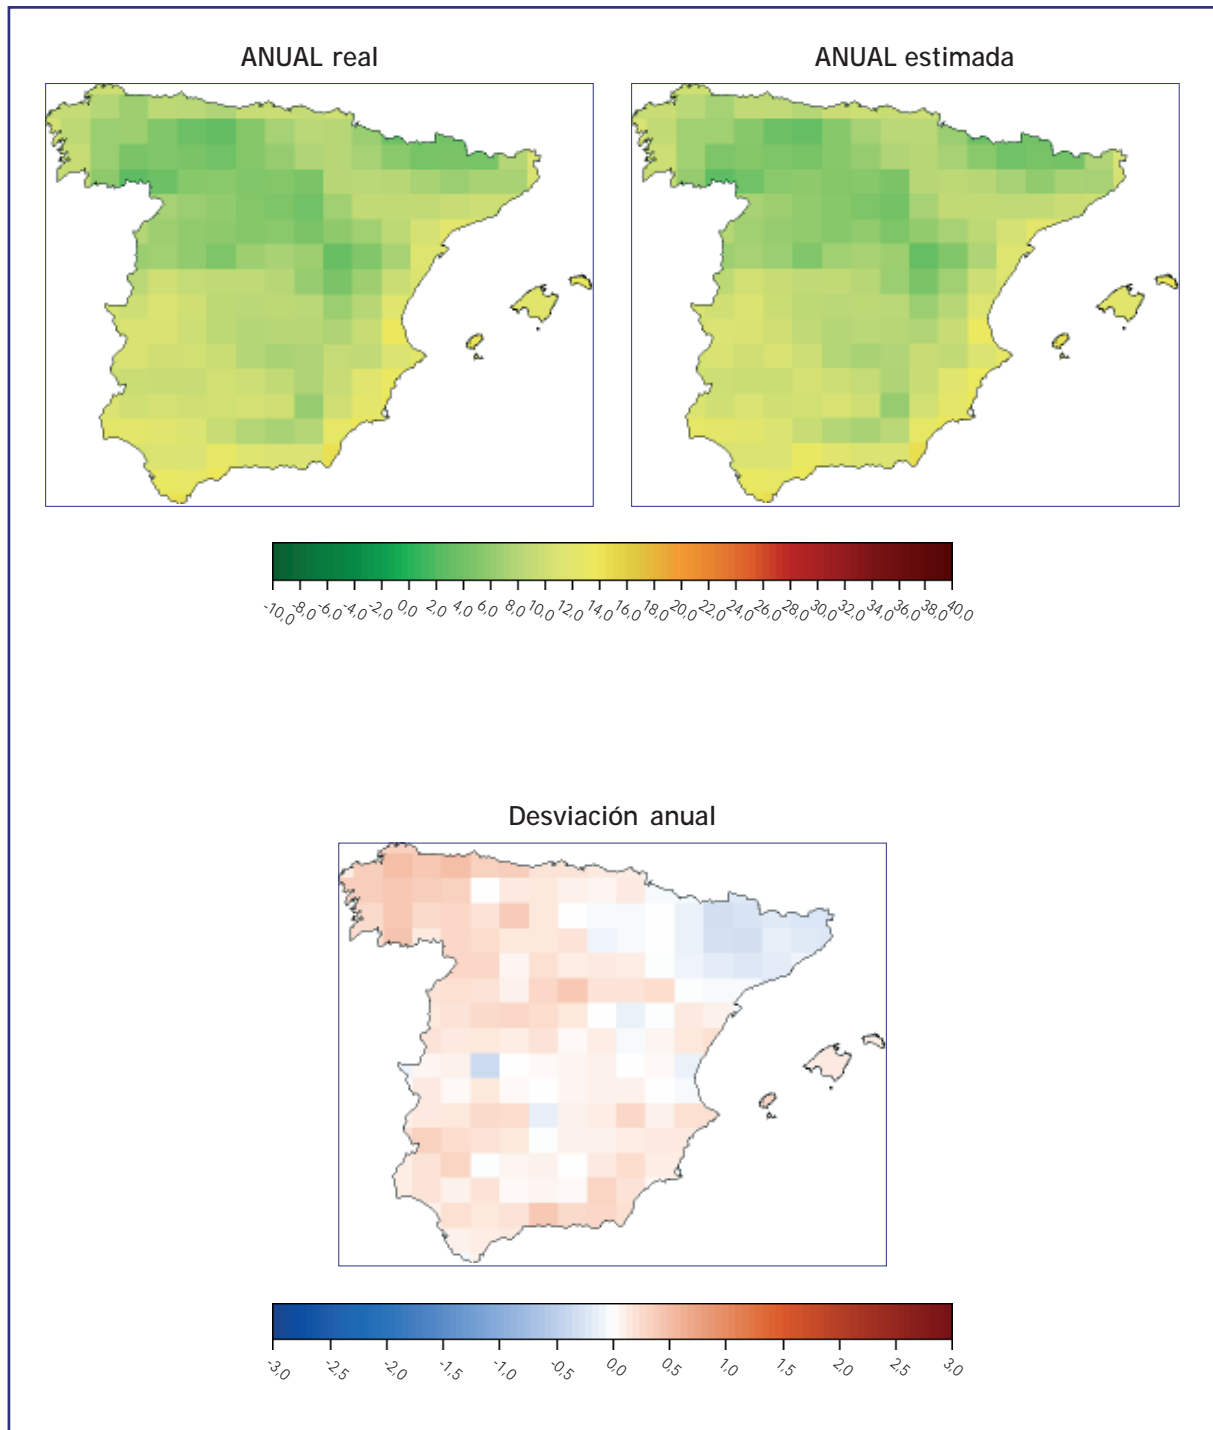 ANUAL real
ANUAL estimada
-10,0 -8,0 -6,0 -4,0 -2,0 0,0 2,0 4,0 6,0 8,0 10,0 12,0 14,0 16,0 18,0 20,0 22,0 24,0 26,0 28,0 30,0 32,0 34,0 36,0 38,0 40,0
Desviación anual
-3,0 -2,5 -2,0 -1,5 -1,0 -0,5 0,0 0,5 1,0 1,5 2,0 2,5 3,0